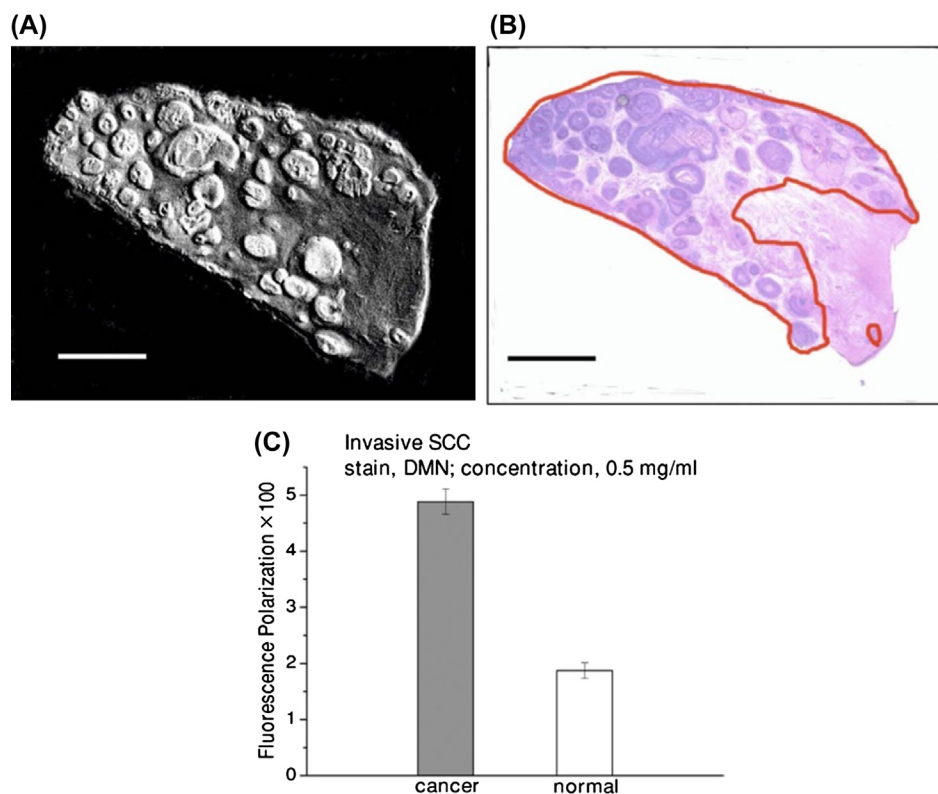 (A)
(B)
(C)
Invasive SCC
stain, DMN; concentration, 0.5 mg/ml
Fluorescence Polarization ×100
5
4
3
2
1
0
cancer
normal